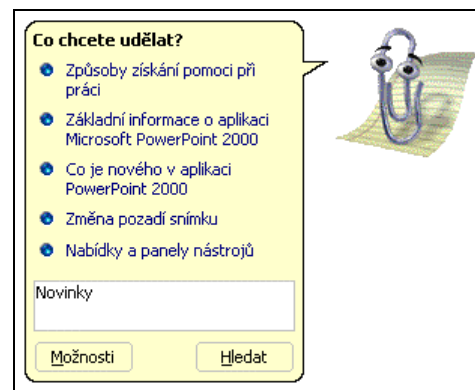 Co chcete udělat?
Způsoby získání pomoci při
práci
Základní informace o aplikaci
Microsoft PowerPoint 2000
Co je nového v aplikaci
PowerPoint 2000
Změna pozadí snímku
Nabídky a panely nástrojů
Novinky
Možnosti
Hledat